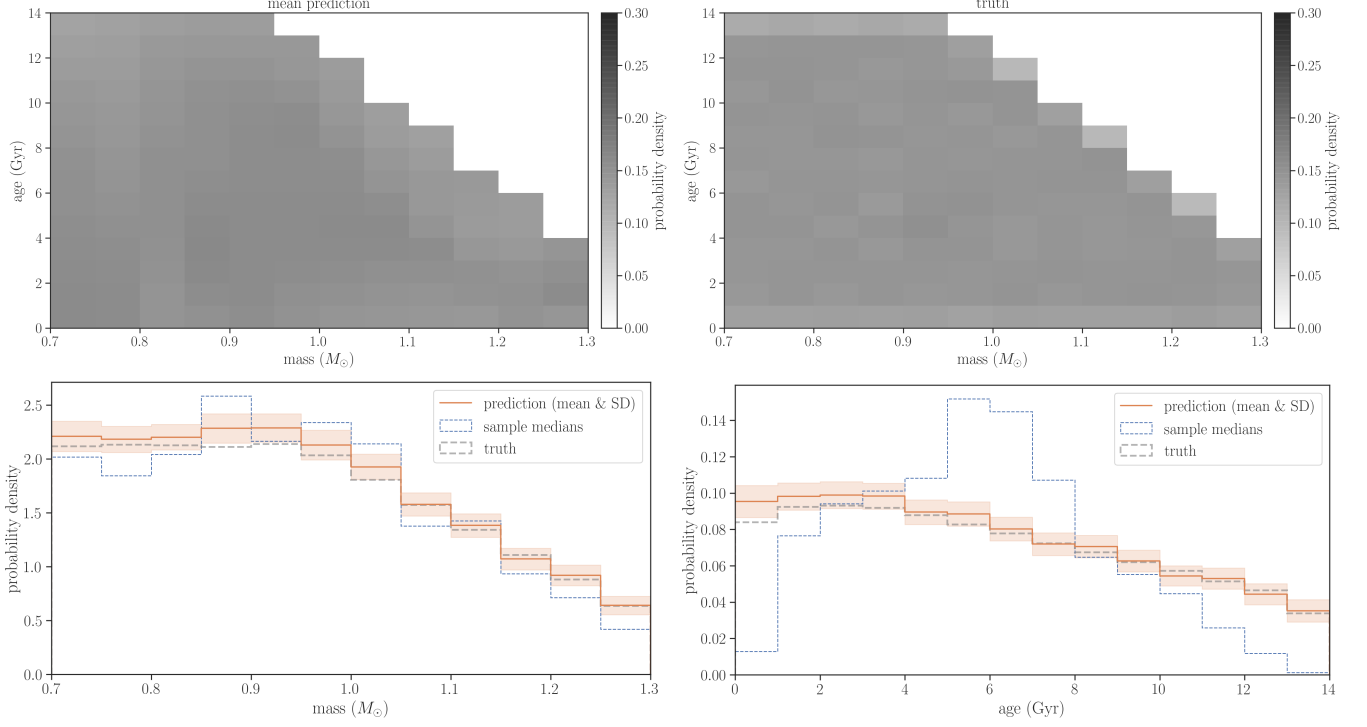 mean prediction
14
12
10
8
6
4
2
0
age (Gyr)
0.7 0.8 0.9 1.0 1.1 1.2 1.3
mass (M⊙)
0.30
0.25
0.20
0.15
0.10
0.05
0.00
probability density
truth
14
12
10
8
6
4
2
0
age (Gyr)
0.7 0.8 0.9 1.0 1.1 1.2 1.3
mass (M⊙)
0.30
0.25
0.20
0.15
0.10
0.05
0.00
probability density
2.5
2.0
1.5
1.0
0.5
0.0
probability density
prediction (mean & SD)
sample medians
truth
0.7 0.8 0.9 1.0 1.1 1.2 1.3
mass (M⊙)
0.14
0.12
0.10
0.08
0.06
0.04
0.02
0.00
probability density
prediction (mean & SD)
sample medians
truth
0 2 4 6 8 10 12 14
age (Gyr)